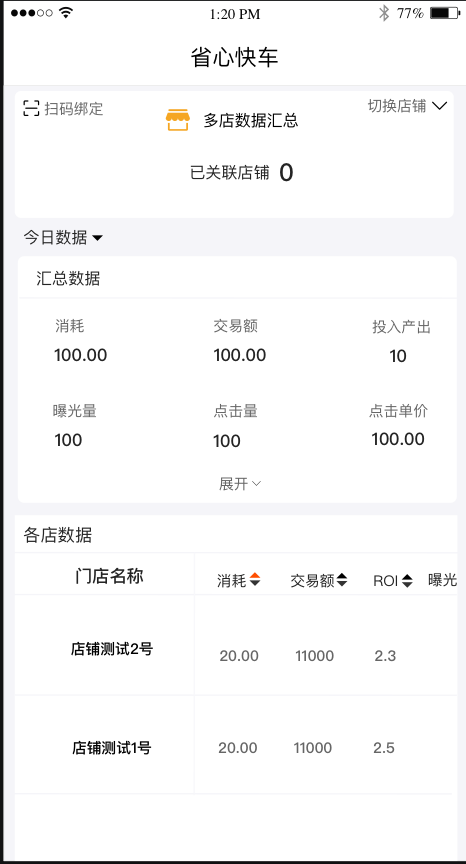 1:20 PM 77%
省心快车
扫码绑定 切换店铺
多店数据汇总
已关联店铺 0
今日数据
汇总数据
消耗 交易额 投入产出
100.00 100.00 10
曝光量 点击量 点击单价
100 100 100.00
展开
各店数据
门店名称 消耗 交易额 ROI 曝光
店铺测试2号 20.00 11000 2.3
店铺测试1号 20.00 11000 2.5